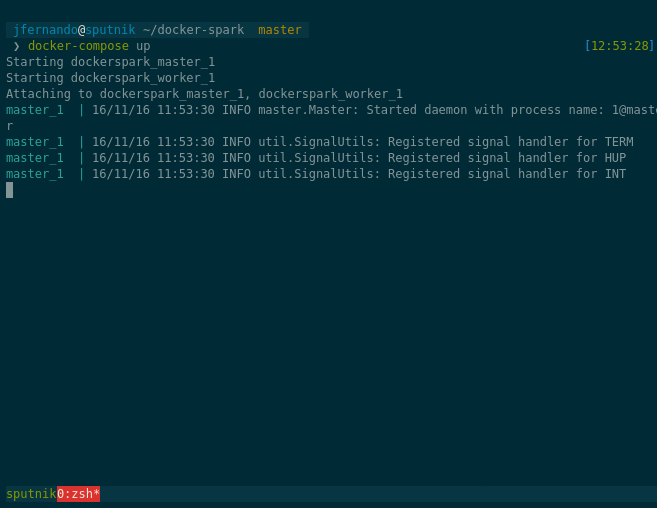 jfernando@sputnik ~/docker-spark master
❯ docker-compose up [12:53:28]
Starting dockerspark_master_1
Starting dockerspark_worker_1
Attaching to dockerspark_master_1, dockerspark_worker_1
master_1 | 16/11/16 11:53:30 INFO master.Master: Started daemon with process name: 1@maste
r
master_1 | 16/11/16 11:53:30 INFO util.SignalUtils: Registered signal handler for TERM
master_1 | 16/11/16 11:53:30 INFO util.SignalUtils: Registered signal handler for HUP
master_1 | 16/11/16 11:53:30 INFO util.SignalUtils: Registered signal handler for INT
sputnik0:zsh*